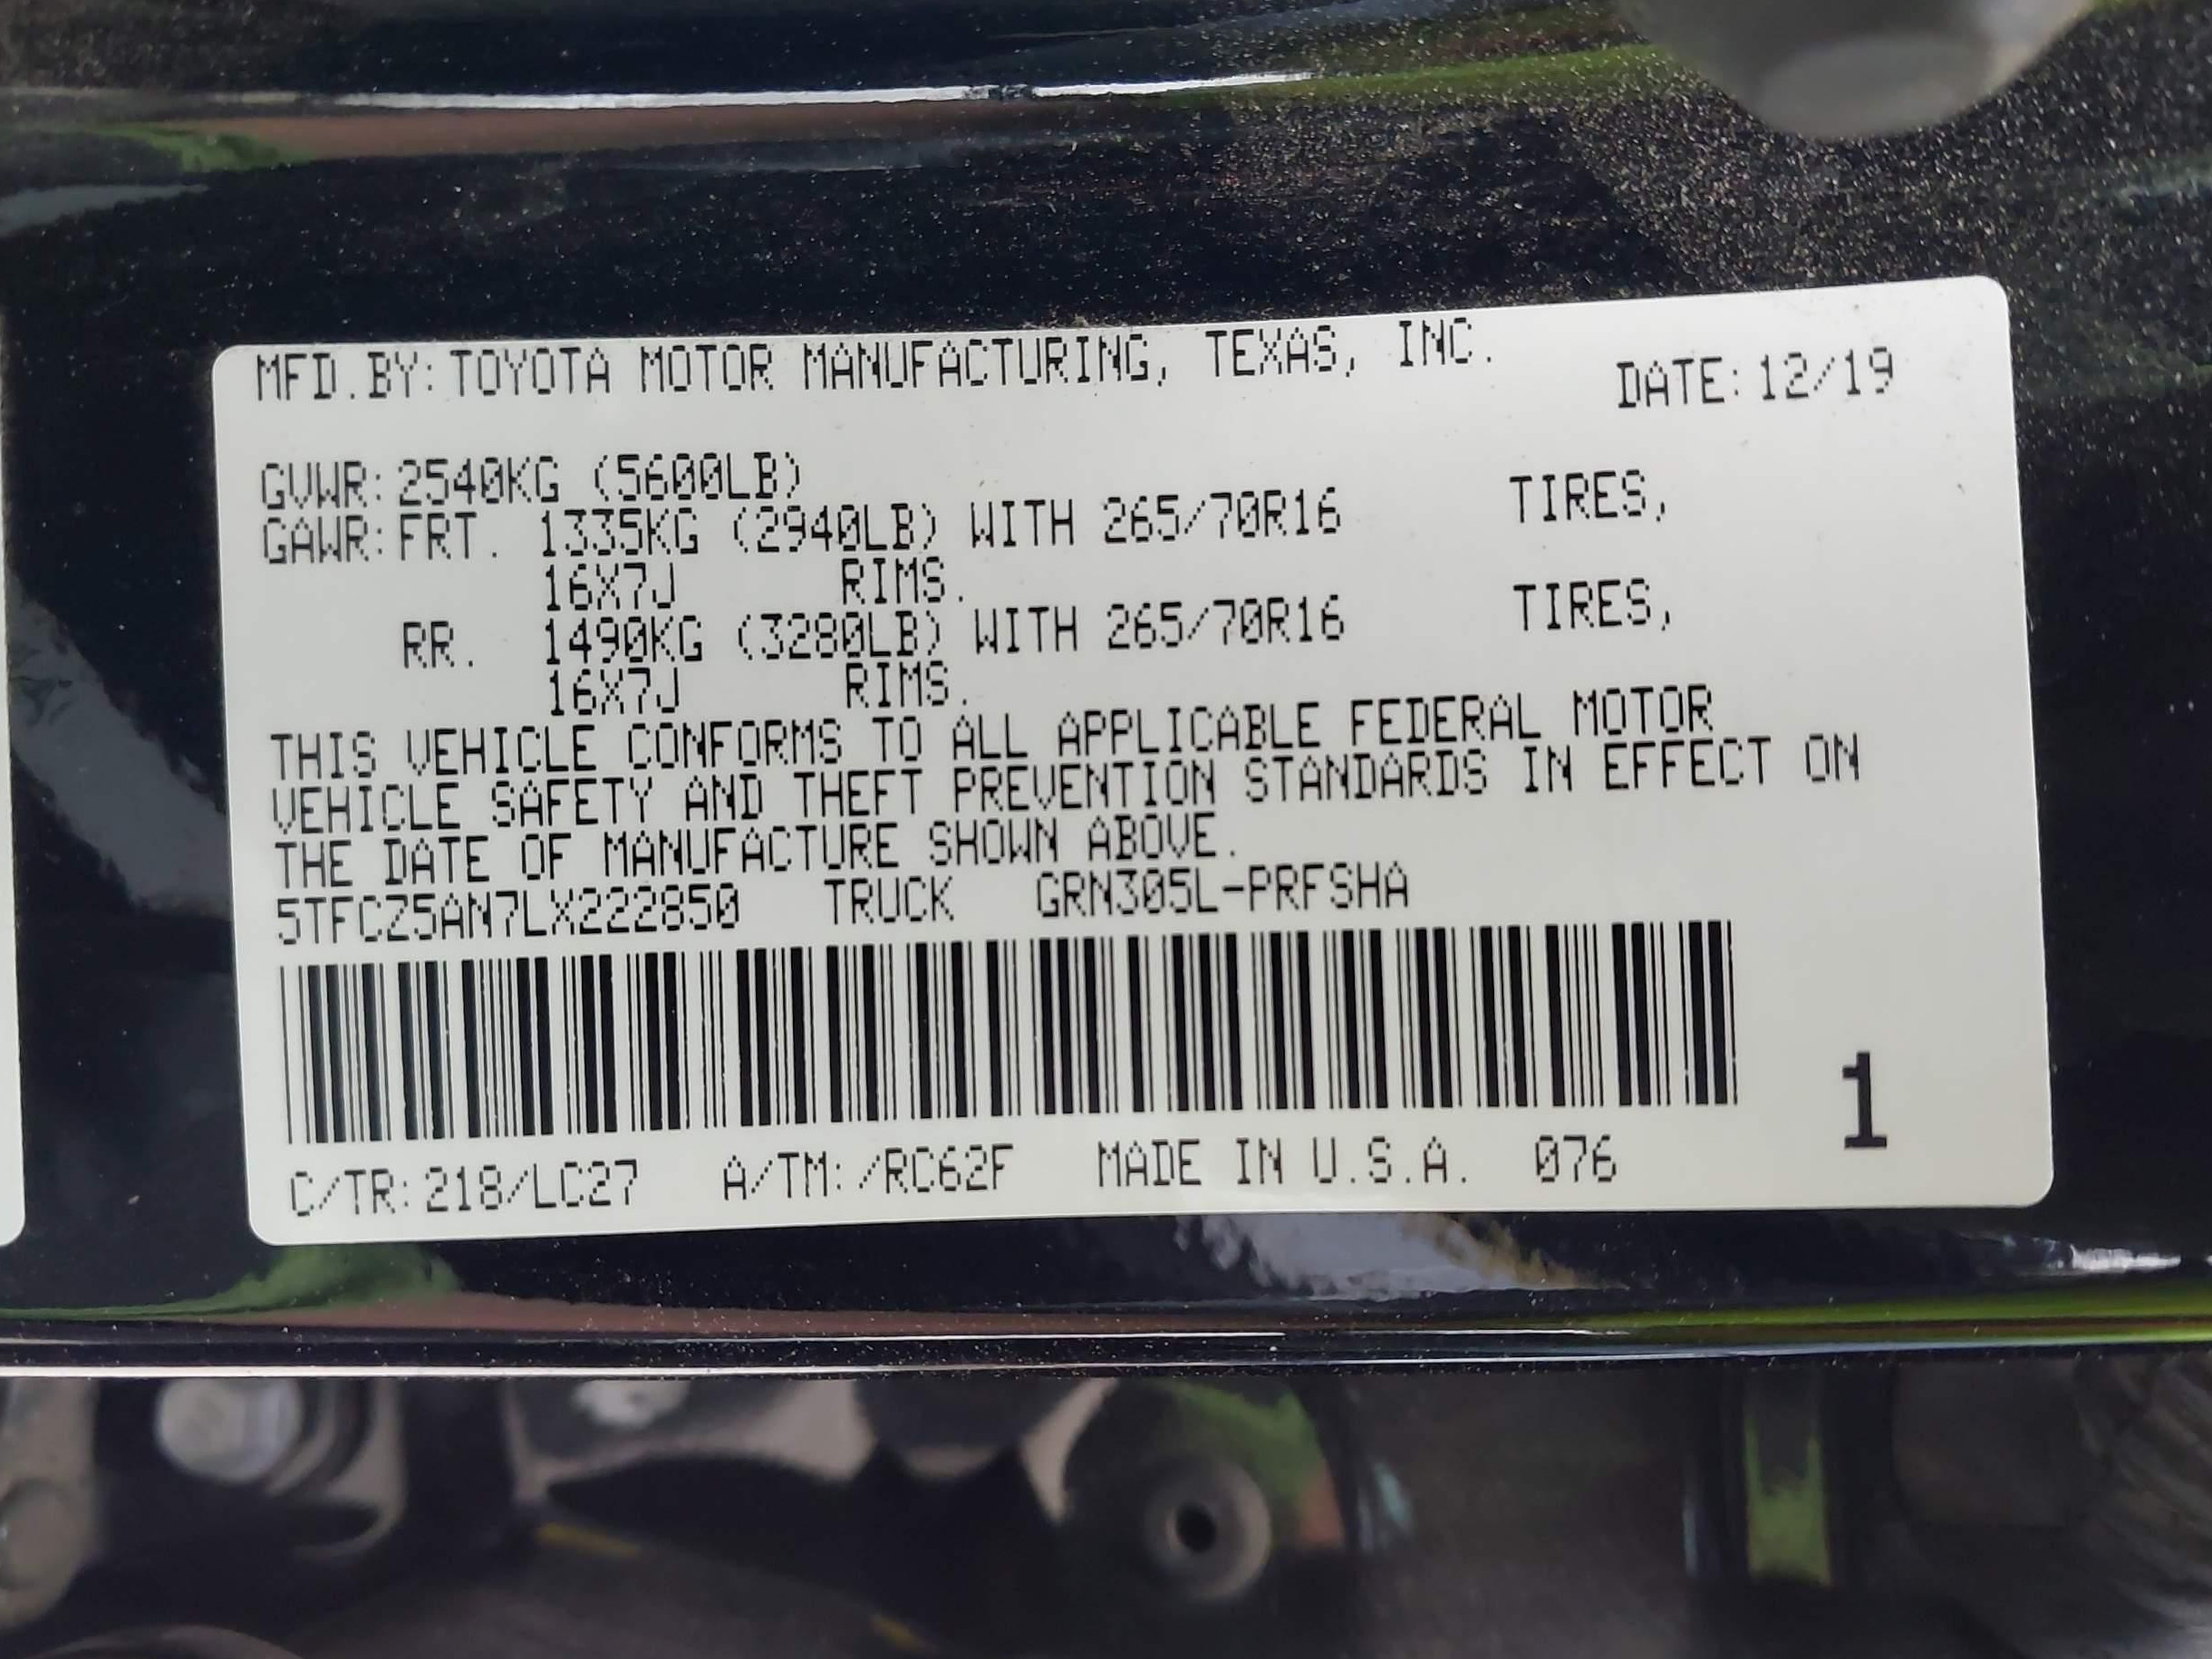 MFD.BY:TOYOTA MOTOR MANUFACTURING, TEXAS, INC. DATE:12/19
GVWR:2540KG (5600LB)
GAWR:FRT. 1335KG (2940LB) WITH 265/70R16 TIRES,
16X7J RIMS.
RR. 1490KG (3280LB) WITH 265/70R16 TIRES,
16X7J RIMS.
THIS VEHICLE CONFORMS TO ALL APPLICABLE FEDERAL MOTOR
VEHICLE SAFETY AND THEFT PREVENTION STANDARDS IN EFFECT ON
THE DATE OF MANUFACTURE SHOWN ABOVE.
5TFCZ5AN7LX222850 TRUCK GRN305L-PRFSHA
1
C/TR:218/LC27 A/TM:/RC62F MADE IN U.S.A. 076